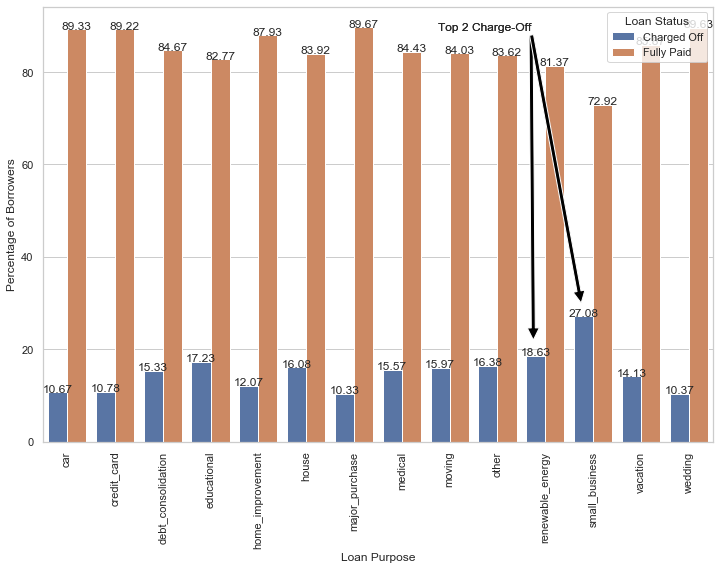 89.33
89.22
84.67
82.77
87.93
83.92
89.67
84.43
84.03
83.62
81.37
72.92
Top 2 Charge-Off
Loan Status
Charged Off
Fully Paid
80
60
40
20
0
Percentage of Borrowers
10.67
10.78
15.33
17.23
12.07
16.08
10.33
15.57
15.97
16.38
18.63
27.08
14.13
10.37
car
credit_card
debt_consolidation
educational
home_improvement
house
major_purchase
medical
moving
other
renewable_energy
small_business
vacation
wedding
Loan Purpose